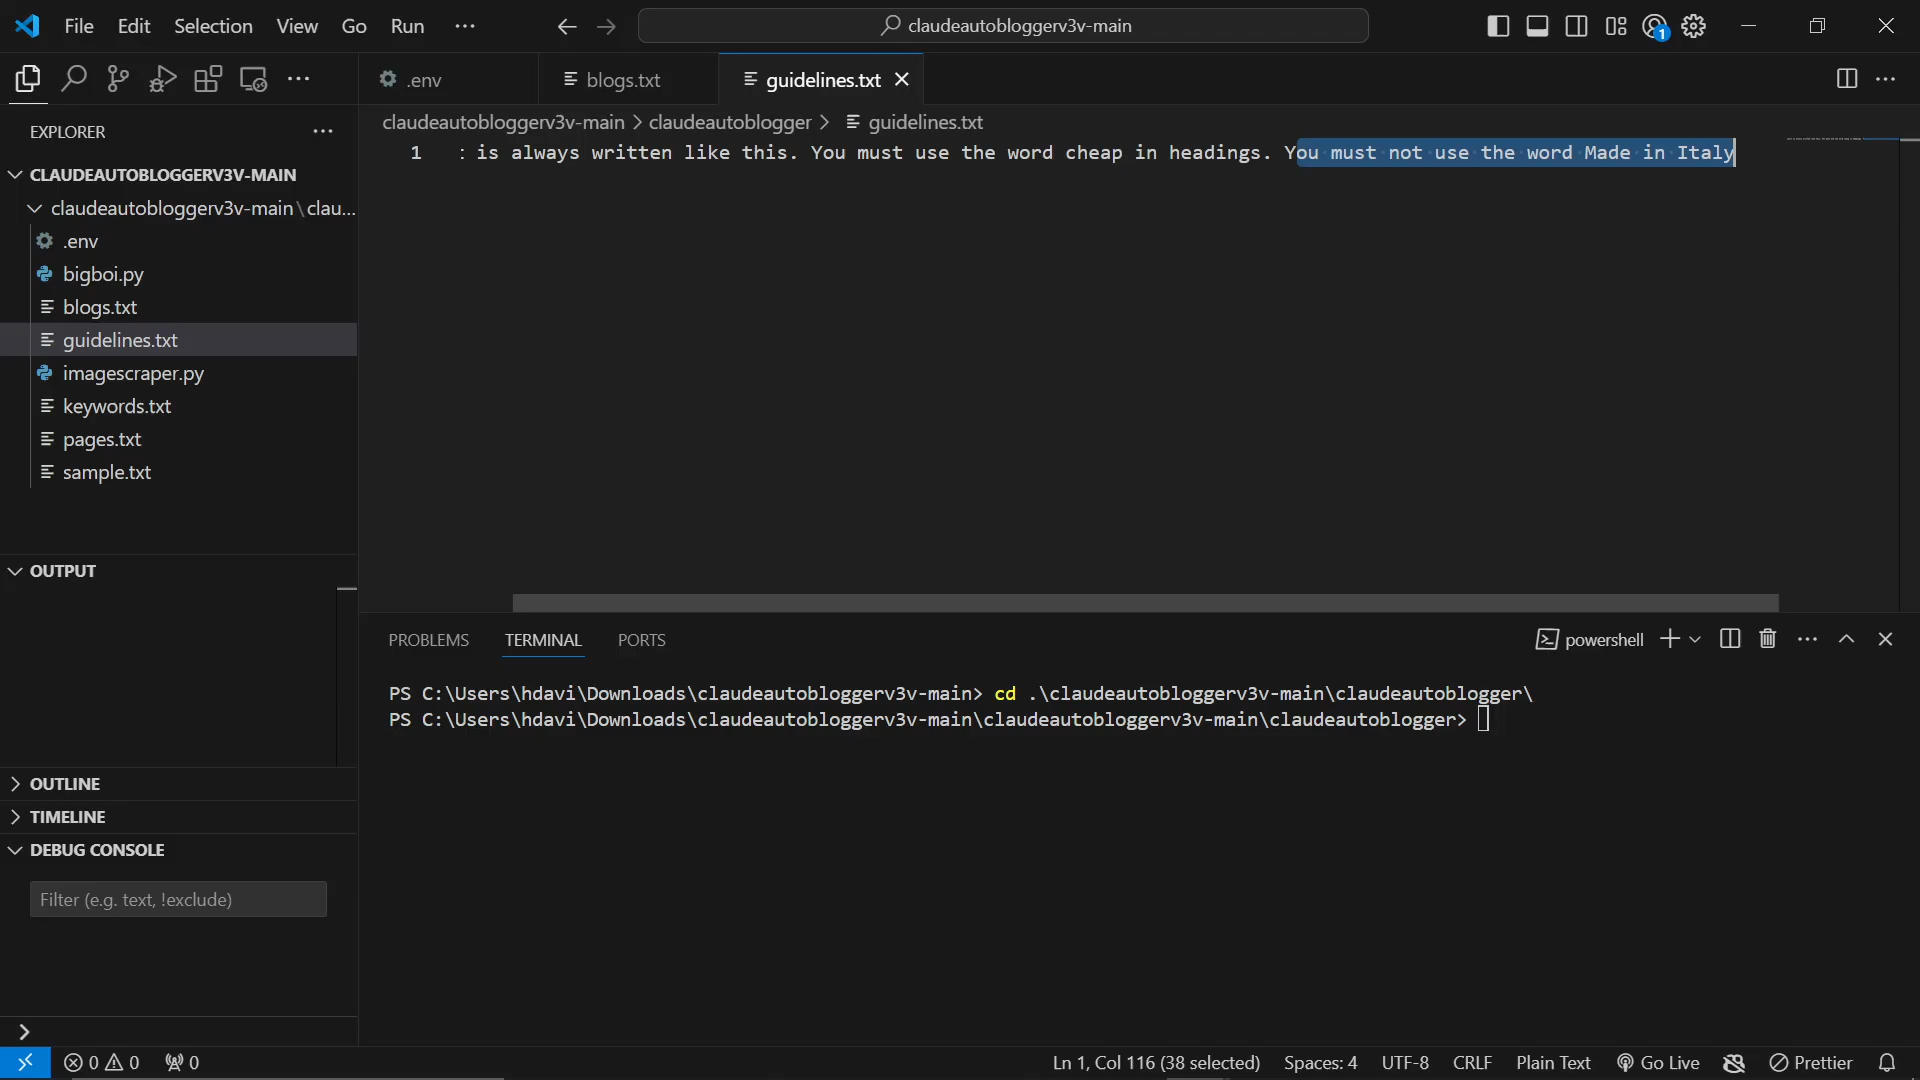 File Edit Selection View Go Run
claudeautobloggerv3v-main
1
.env
blogs.txt
guidelines.txt
EXPLORER
claudeautobloggerv3v-main > claudeautoblogger > guidelines.txt
1 : is always written like this. You must use the word cheap in headings. You must not use the word Made in Italy
CLAUDEAUTOBLOGGERV3V-MAIN
claudeautobloggerv3v-main\clau...
.env
bigboi.py
blogs.txt
guidelines.txt
imagescraper.py
keywords.txt
pages.txt
sample.txt
OUTPUT
PROBLEMS TERMINAL PORTS
powershell
PS C:\Users\hdavi\Downloads\claudeautobloggerv3v-main> cd .\claudeautobloggerv3v-main\claudeautoblogger\
PS C:\Users\hdavi\Downloads\claudeautobloggerv3v-main\claudeautobloggerv3v-main\claudeautoblogger>
OUTLINE
TIMELINE
DEBUG CONSOLE
Filter (e.g. text, !exclude)
0 0 0
Ln 1, Col 116 (38 selected) Spaces: 4 UTF-8 CRLF Plain Text Go Live Prettier